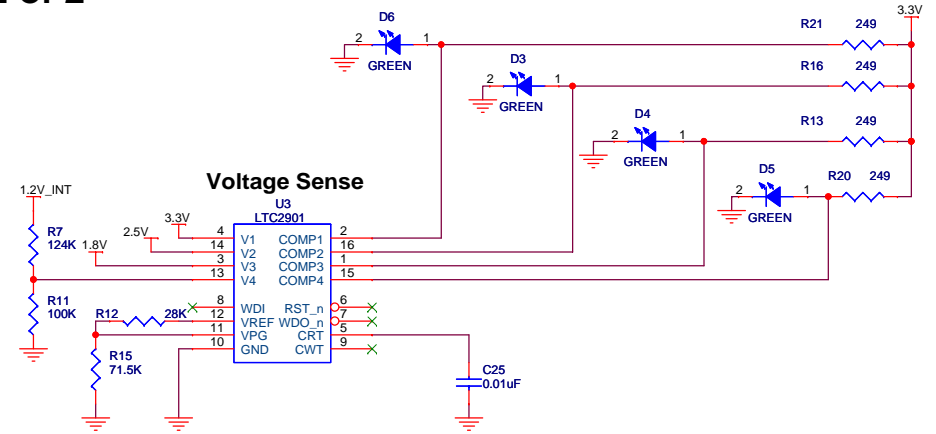 D6
R21 249
3.3V
2 1
GREEN
D3
R16 249
2 1
GREEN
D4
R13 249
2 1
GREEN
D5
R20 249
2 1
GREEN
Voltage Sense
U3
LTC2901
1.2V_INT
R7
124K
3.3V
2.5V
1.8V
4 V1 COMP1 2
14 V2 COMP2 16
3 V3 COMP3 1
13 V4 COMP4 15
R11
100K
8 WDI RST_n 6
R12 28K 12 VREF WDO_n 7
11 VPG CRT 5
10 GND CWT 9
R15
71.5K
C25
0.01uF